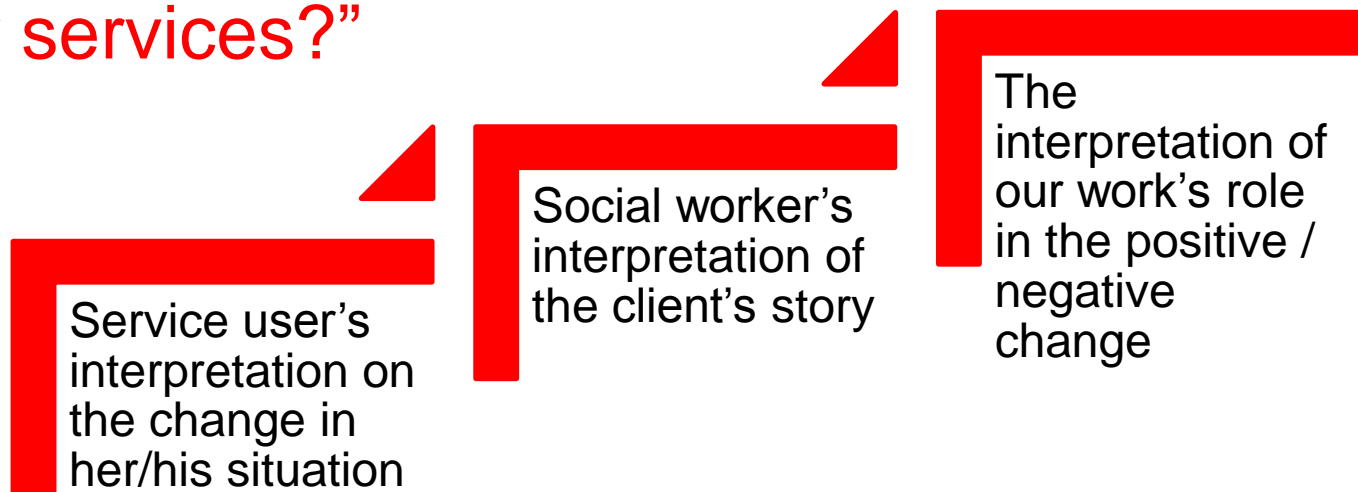 services?”
Service user’s
interpretation on
the change in
her/his situation
Social worker’s
interpretation of
the client’s story
The
interpretation of
our work’s role
in the positive /
negative
change